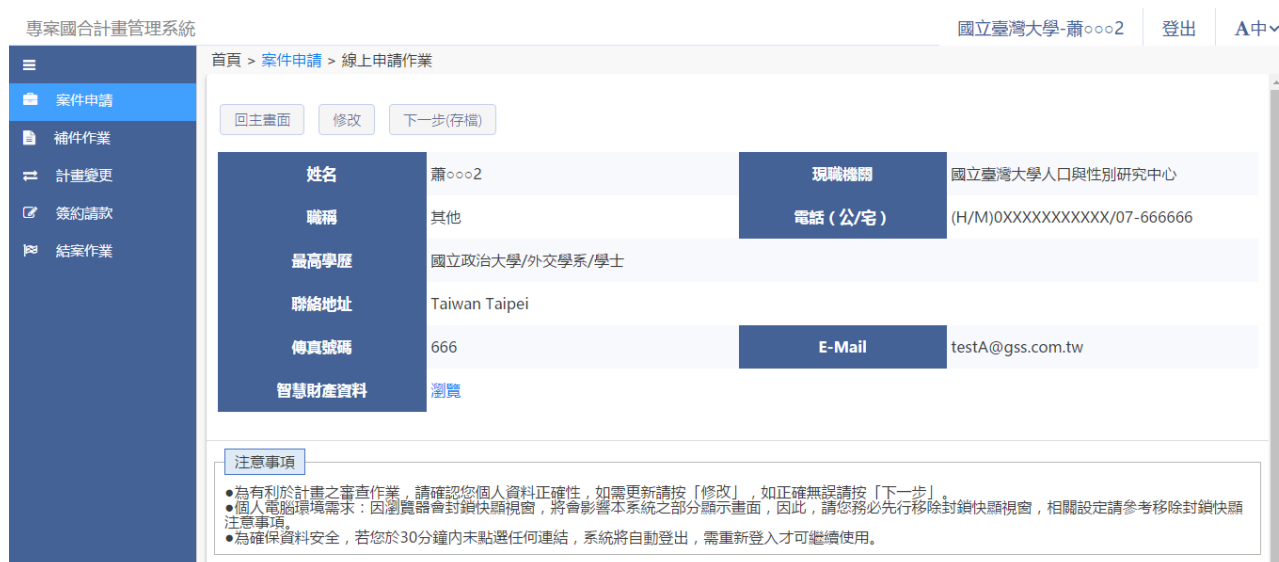 專案國合計畫管理系統
國立臺灣大學-蕭○○○2 登出 A中
首頁 > 案件申請 > 線上申請作業
案件申請
補件作業
計畫變更
簽約請款
結案作業
回主畫面 修改 下一步(存檔)
姓名 蕭○○○2 現職機關 國立臺灣大學人口與性別研究中心
職稱 其他 電話（公/宅） (H/M)0XXXXXXXXXXX/07-666666
最高學歷 國立政治大學/外交學系/學士
聯絡地址 Taiwan Taipei
傳真號碼 666 E-Mail testA@gss.com.tw
智慧財產資料 瀏覽
注意事項
●為有利於計畫之審查作業，請確認您個人資料正確性，如需更新請按「修改」，如正確無誤請按「下一步」。
●個人電腦環境需求：因瀏覽器會封鎖快顯視窗，將會影響本系統之部分顯示畫面，因此，請您務必先行移除封鎖快顯視窗，相關設定請參考移除封鎖快顯
注意事項。
●為確保資料安全，若您於30分鐘內未點選任何連結，系統將自動登出，需重新登入才可繼續使用。